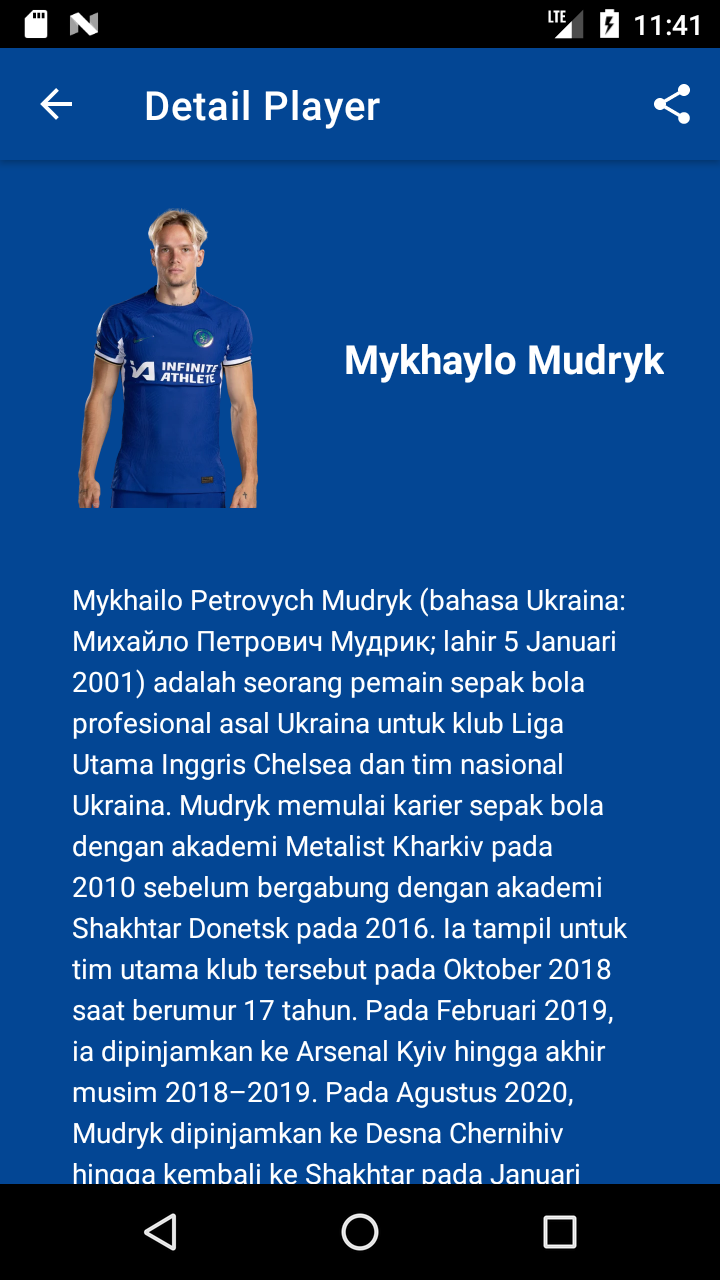 LTE
11:41
Detail Player
INFINITE
ATHLETE
Mykhaylo Mudryk
Mykhailo Petrovych Mudryk (bahasa Ukraina:
Михайло Петрович Мудрик; lahir 5 Januari
2001) adalah seorang pemain sepak bola
profesional asal Ukraina untuk klub Liga
Utama Inggris Chelsea dan tim nasional
Ukraina. Mudryk memulai karier sepak bola
dengan akademi Metalist Kharkiv pada
2010 sebelum bergabung dengan akademi
Shakhtar Donetsk pada 2016. Ia tampil untuk
tim utama klub tersebut pada Oktober 2018
saat berumur 17 tahun. Pada Februari 2019,
ia dipinjamkan ke Arsenal Kyiv hingga akhir
musim 2018–2019. Pada Agustus 2020,
Mudryk dipinjamkan ke Desna Chernihiv
hingga kembali ke Shakhtar pada Januari